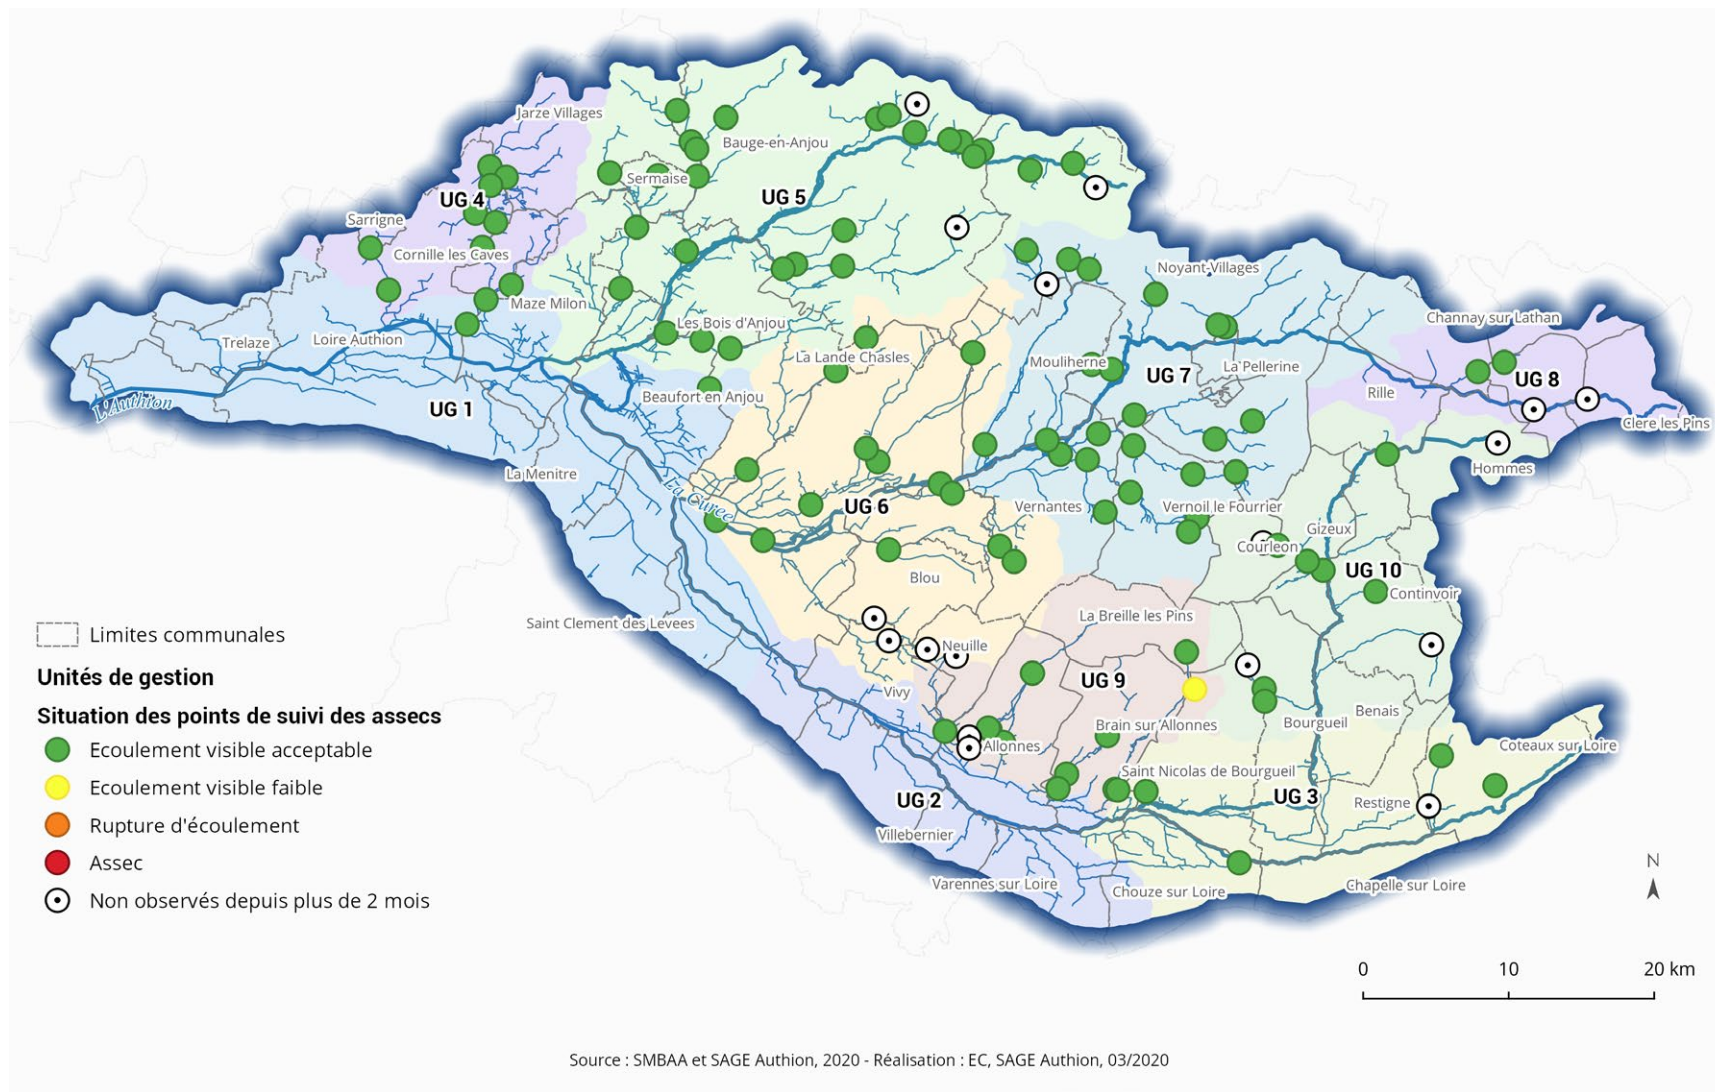 Jarze Villages
Bauge-en-Anjou
Sermaise
UG 5
UG 4
Sarrigne
Cornille les Caves
Noyant-Villages
Maze Milon
Channay sur Lathan
Les Bois d'Anjou
Loire Authion
Trelaze
La Lande Chasles
Mouliherne
UG 7
La Pellerine
UG 8
Rille
Beaufort en Anjou
L'Authion
UG 1
Clere les Pins
La Menitre
Hommes
La Curee
UG 6
Vernantes
Vernoil le Fourrier
Gizeux
Courleon
Blou
UG 10
Continvoir
La Breille les Pins
Saint Clement des Levees
Neuille
UG 9
Vivy
Benais
Bourgueil
Brain sur Allonnes
Allonnes
Coteaux sur Loire
Saint Nicolas de Bourgueil
UG 2
UG 3
Restigne
Villebernier
Varennes sur Loire
Chouze sur Loire
Chapelle sur Loire
Limites communales
Unités de gestion
Situation des points de suivi des assecs
Ecoulement visible acceptable
Ecoulement visible faible
Rupture d'écoulement
Assec
Non observés depuis plus de 2 mois
N
0 10 20 km
Source : SMBAA et SAGE Authion, 2020 - Réalisation : EC, SAGE Authion, 03/2020